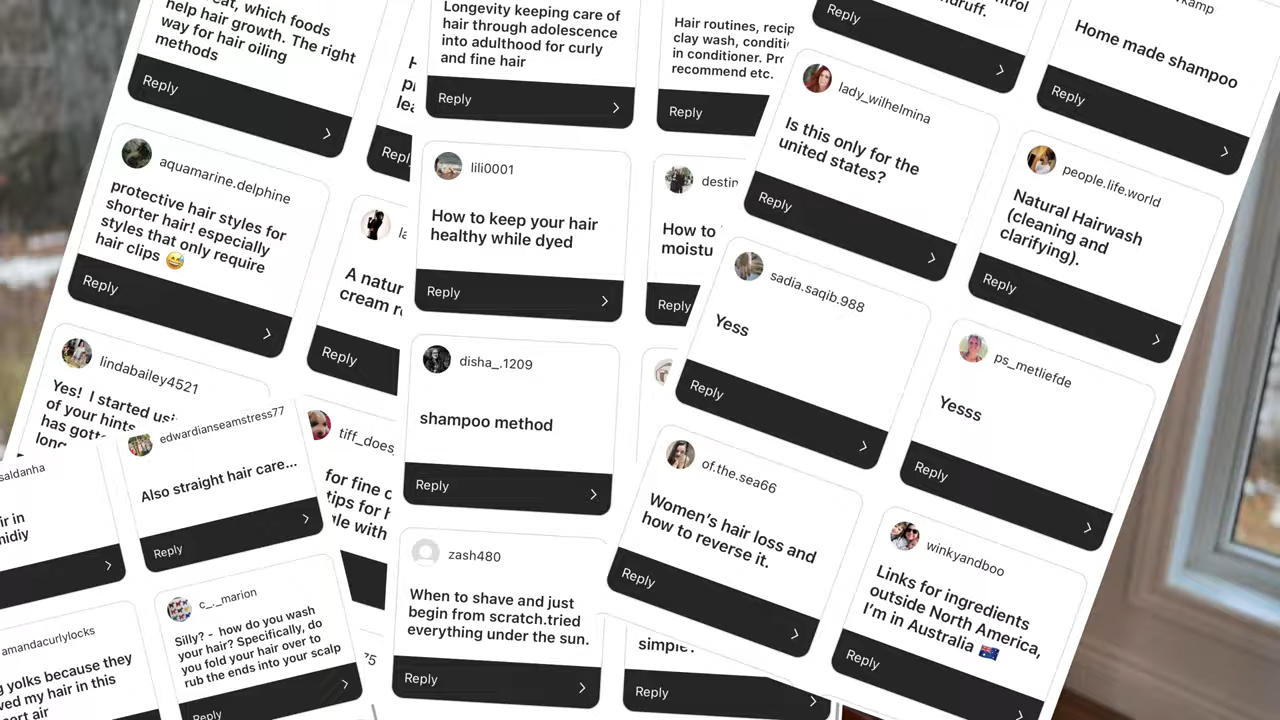 eat, which foods
help hair growth. The right
way for hair oiling
methods
Reply
aquamarine.delphine
protective hair styles for
shorter hair! especially
styles that only require
hair clips 😅
Reply
lindabailey4521
Yes! I started
of your hints
has
long
saldanha
ir in
Reply
edwardianseamstress77
Also straight hair care...
Reply
amandacurlylocks
yolks because they
ved my hair in this
air
c_._marion
Silly? - how do you wash
your hair? Specifically, do
you fold your hair over to
rub the ends into your scalp
Reply
A
cream
Reply
tiff_does
for fine
tips for
with
Longevity keeping care of
hair through adolescence
into adulthood for curly
and fine hair
Reply
lili0001
How to keep your hair
healthy while dyed
Reply
disha_.1209
shampoo method
Reply
zash480
When to shave and just
begin from scratch.tried
everything under the sun.
Reply
Hair routines,
clay wash,
in conditioner.
recommend etc.
Reply
How to
Reply
simple.
Reply
Reply
lady_wilhelmina
Is this only for the
united states?
Reply
sadia.saqib.988
Yess
Reply
of.the.sea66
Women's hair loss and
how to reverse it.
Reply
Home made shampoo
Reply
people.life.world
Natural Hairwash
(cleaning and
clarifying).
Reply
ps_metliefde
Yesss
Reply
winkyandboo
Links for ingredients
outside North America,
I'm in Australia 🇦🇺
Reply